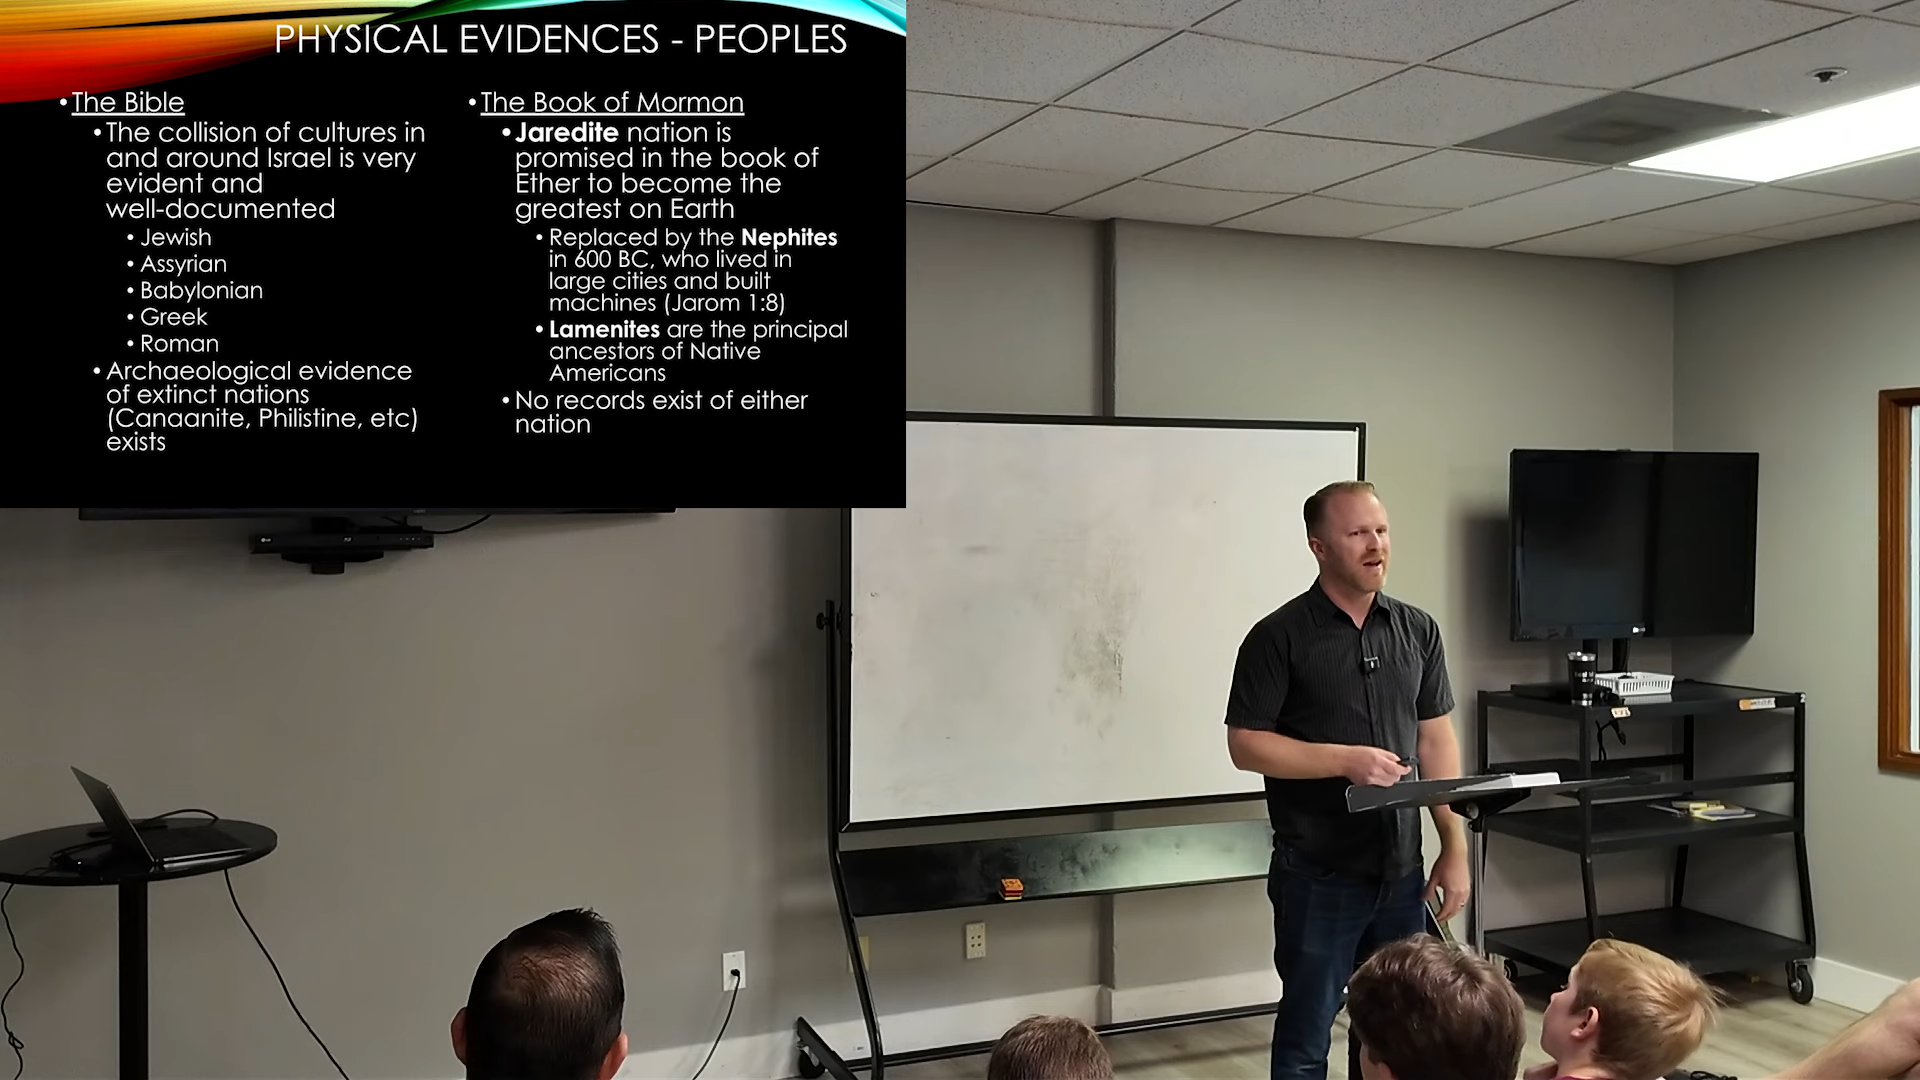 PHYSICAL EVIDENCES - PEOPLES
• The Bible
• The collision of cultures in
and around Israel is very
evident and
well-documented
• Jewish
• Assyrian
• Babylonian
• Greek
• Roman
• Archaeological evidence
of extinct nations
(Canaanite, Philistine, etc)
exists
• The Book of Mormon
• Jaredite nation is
promised in the book of
Ether to become the
greatest on Earth
• Replaced by the Nephites
in 600 BC, who lived in
large cities and built
machines (Jarom 1:8)
• Lamenites are the principal
ancestors of Native
Americans
• No records exist of either
nation